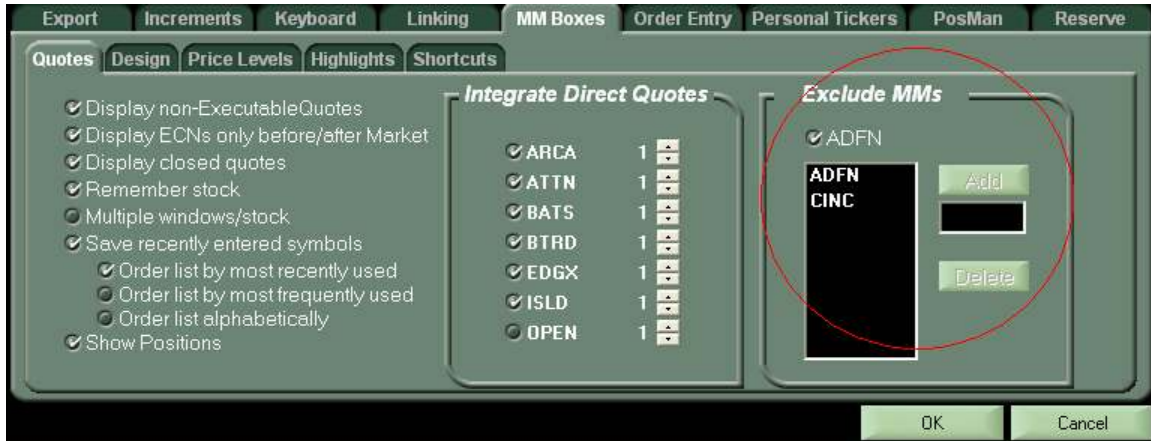 Export Increments Keyboard Linking MM Boxes Order Entry Personal Tickers PosMan Reserve
Quotes Design Price Levels Highlights Shortcuts
Display non-ExecutableQuotes
Display ECNs only before/after Market
Display closed quotes
Remember stock
Multiple windows/stock
Save recently entered symbols
Order list by most recently used
Order list by most frequently used
Order list alphabetically
Show Positions
Integrate Direct Quotes
ARCA 1
ATTN 1
BATS 1
BTRD 1
EDGX 1
ISLD 1
OPEN 1
Exclude MMs
ADFN
ADFN
CINC
Add
Delete
OK Cancel